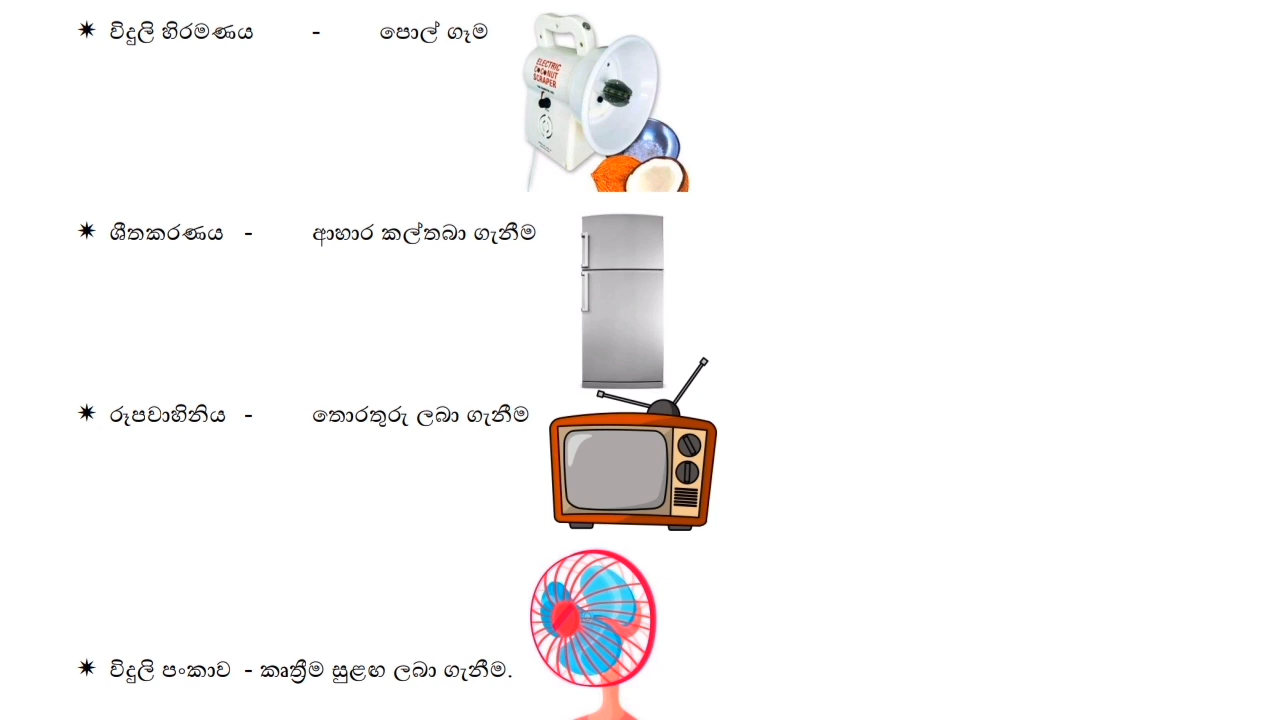 ✷ විදුලි හිරමණය - පොල් ගෑම
ELECTRIC
COCONUT
SCRAPER
✷ ශීතකරණය - ආහාර කල්තබා ගැනීම
✷ රූපවාහිනිය - තොරතුරු ලබා ගැනීම
✷ විදුලි පංකාව - කෘත්‍රීම සුළඟ ලබා ගැනීම.